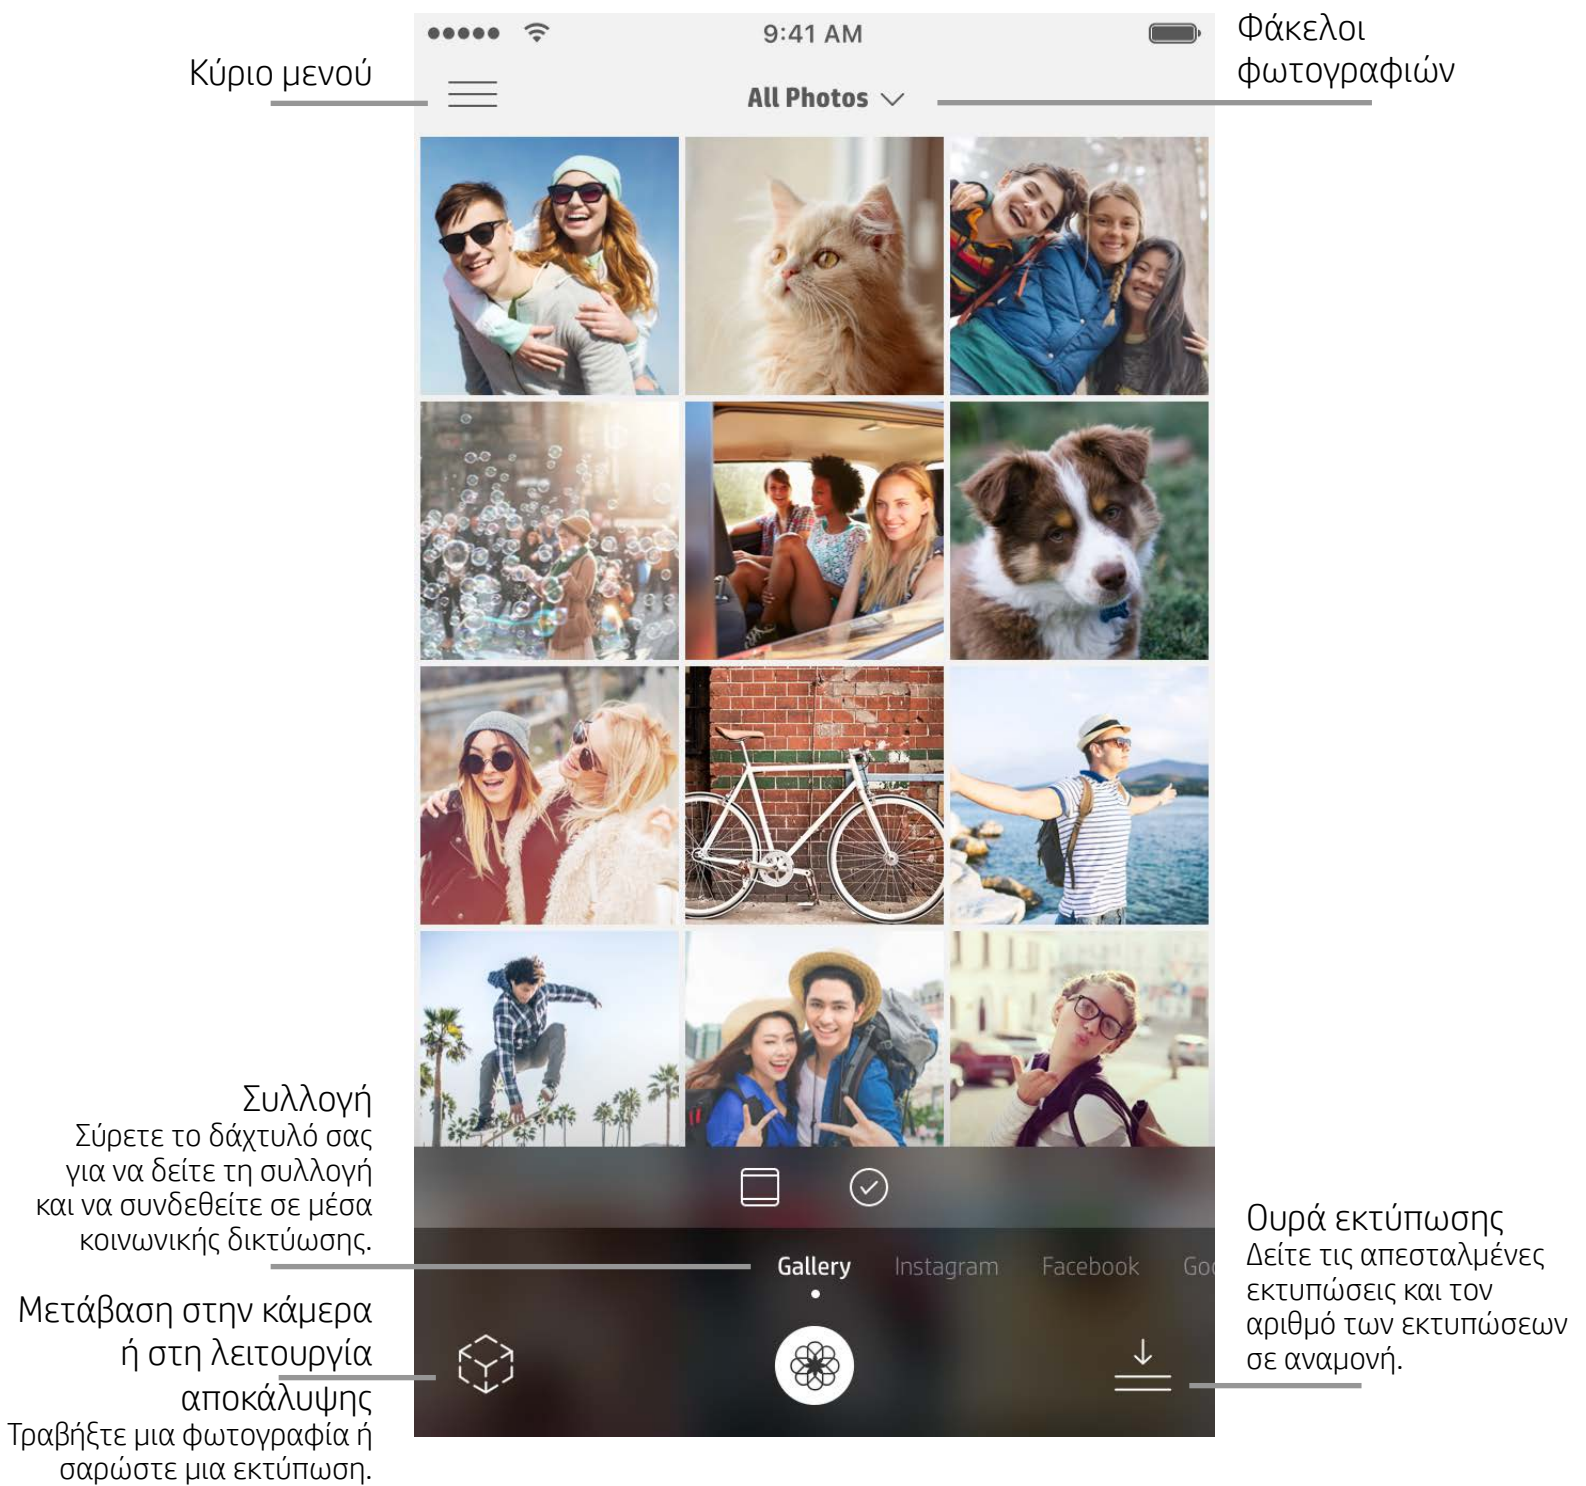 Κύριο μενού
9:41 AM
All Photos
Φάκελοι
φωτογραφιών
Συλλογή
Σύρετε το δάχτυλό σας
για να δείτε τη συλλογή
και να συνδεθείτε σε μέσα
κοινωνικής δικτύωσης.
Gallery Instagram Facebook Goo
Μετάβαση στην κάμερα
ή στη λειτουργία
αποκάλυψης
Τραβήξτε μια φωτογραφία ή
σαρώστε μια εκτύπωση.
Ουρά εκτύπωσης
Δείτε τις απεσταλμένες
εκτυπώσεις και τον
αριθμό των εκτυπώσεων
σε αναμονή.